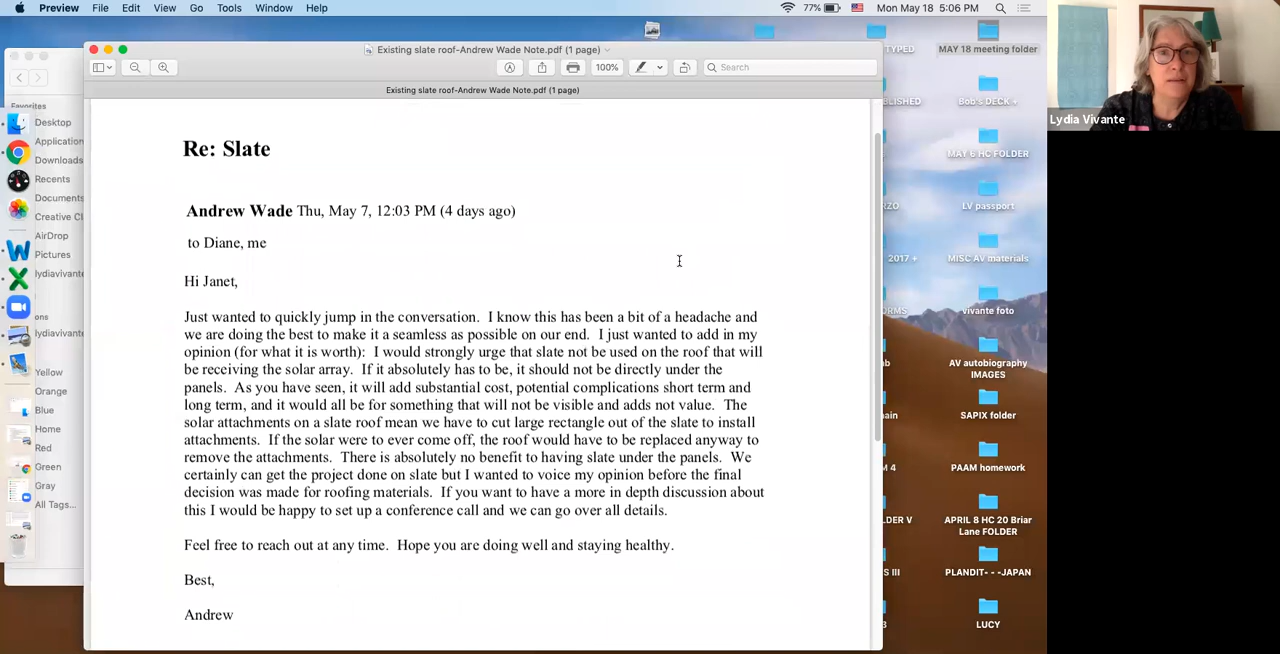 Preview File Edit View Go Tools Window Help 77% Mon May 18 5:06 PM
Existing slate roof-Andrew Wade Note.pdf (1 page)
100% Search
Existing slate roof-Andrew Wade Note.pdf (1 page)
Re: Slate
Andrew Wade Thu, May 7, 12:03 PM (4 days ago)
to Diane, me
Hi Janet,
Just wanted to quickly jump in the conversation. I know this has been a bit of a headache and
we are doing the best to make it a seamless as possible on our end. I just wanted to add in my
opinion (for what it is worth): I would strongly urge that slate not be used on the roof that will
be receiving the solar array. If it absolutely has to be, it should not be directly under the
panels. As you have seen, it will add substantial cost, potential complications short term and
long term, and it would all be for something that will not be visible and adds not value. The
solar attachments on a slate roof mean we have to cut large rectangle out of the slate to install
attachments. If the solar were to ever come off, the roof would have to be replaced anyway to
remove the attachments. There is absolutely no benefit to having slate under the panels. We
certainly can get the project done on slate but I wanted to voice my opinion before the final
decision was made for roofing materials. If you want to have a more in depth discussion about
this I would be happy to set up a conference call and we can go over all details.
Feel free to reach out at any time. Hope you are doing well and staying healthy.
Best,
Andrew
Favorites
Desktop
Application
Downloads
Recents
Documents
Creative Cl
AirDrop
Pictures
lydiavivante
ons
lydiavivante
Yellow
Orange
Blue
Home
Red
Green
Gray
All Tags...
TYPED
BLISHED
RZO
2017 +
ORMS
LDER V
S III
MAY 18 meeting folder
Bob's DECK +
MAY 6 HC FOLDER
LV passport
MISC AV materials
vivante foto
AV autobiography
IMAGES
SAPIX folder
PAAM homework
APRIL 8 HC 20 Briar
Lane FOLDER
PLANDIT- - -JAPAN
LUCY
Lydia Vivante